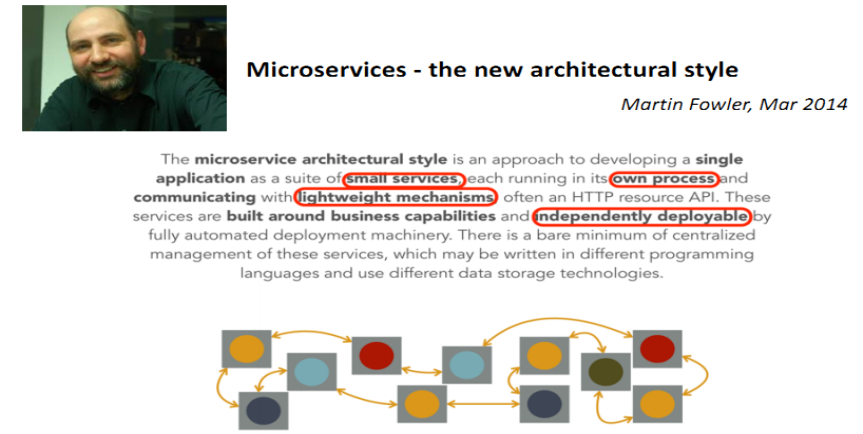 Microservices - the new architectural style
Martin Fowler, Mar 2014
The microservice architectural style is an approach to developing a single
application as a suite of small services, each running in its own process and
communicating with lightweight mechanisms, often an HTTP resource API. These
services are built around business capabilities and independently deployable by
fully automated deployment machinery. There is a bare minimum of centralized
management of these services, which may be written in different programming
languages and use different data storage technologies.